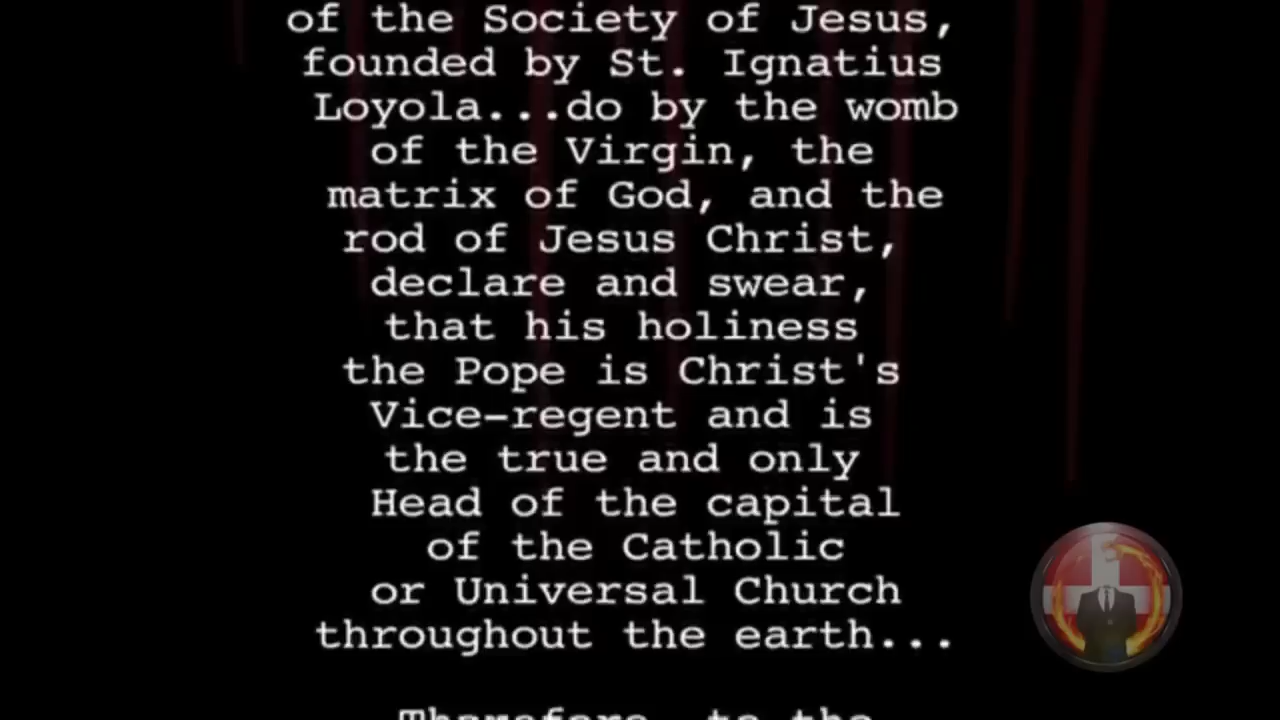 of the Society of Jesus,
founded by St. Ignatius
Loyola...do by the womb
of the Virgin, the
matrix of God, and the
rod of Jesus Christ,
declare and swear,
that his holiness
the Pope is Christ's
Vice-regent and is
the true and only
Head of the capital
of the Catholic
or Universal Church
throughout the earth...
Therefore, to the